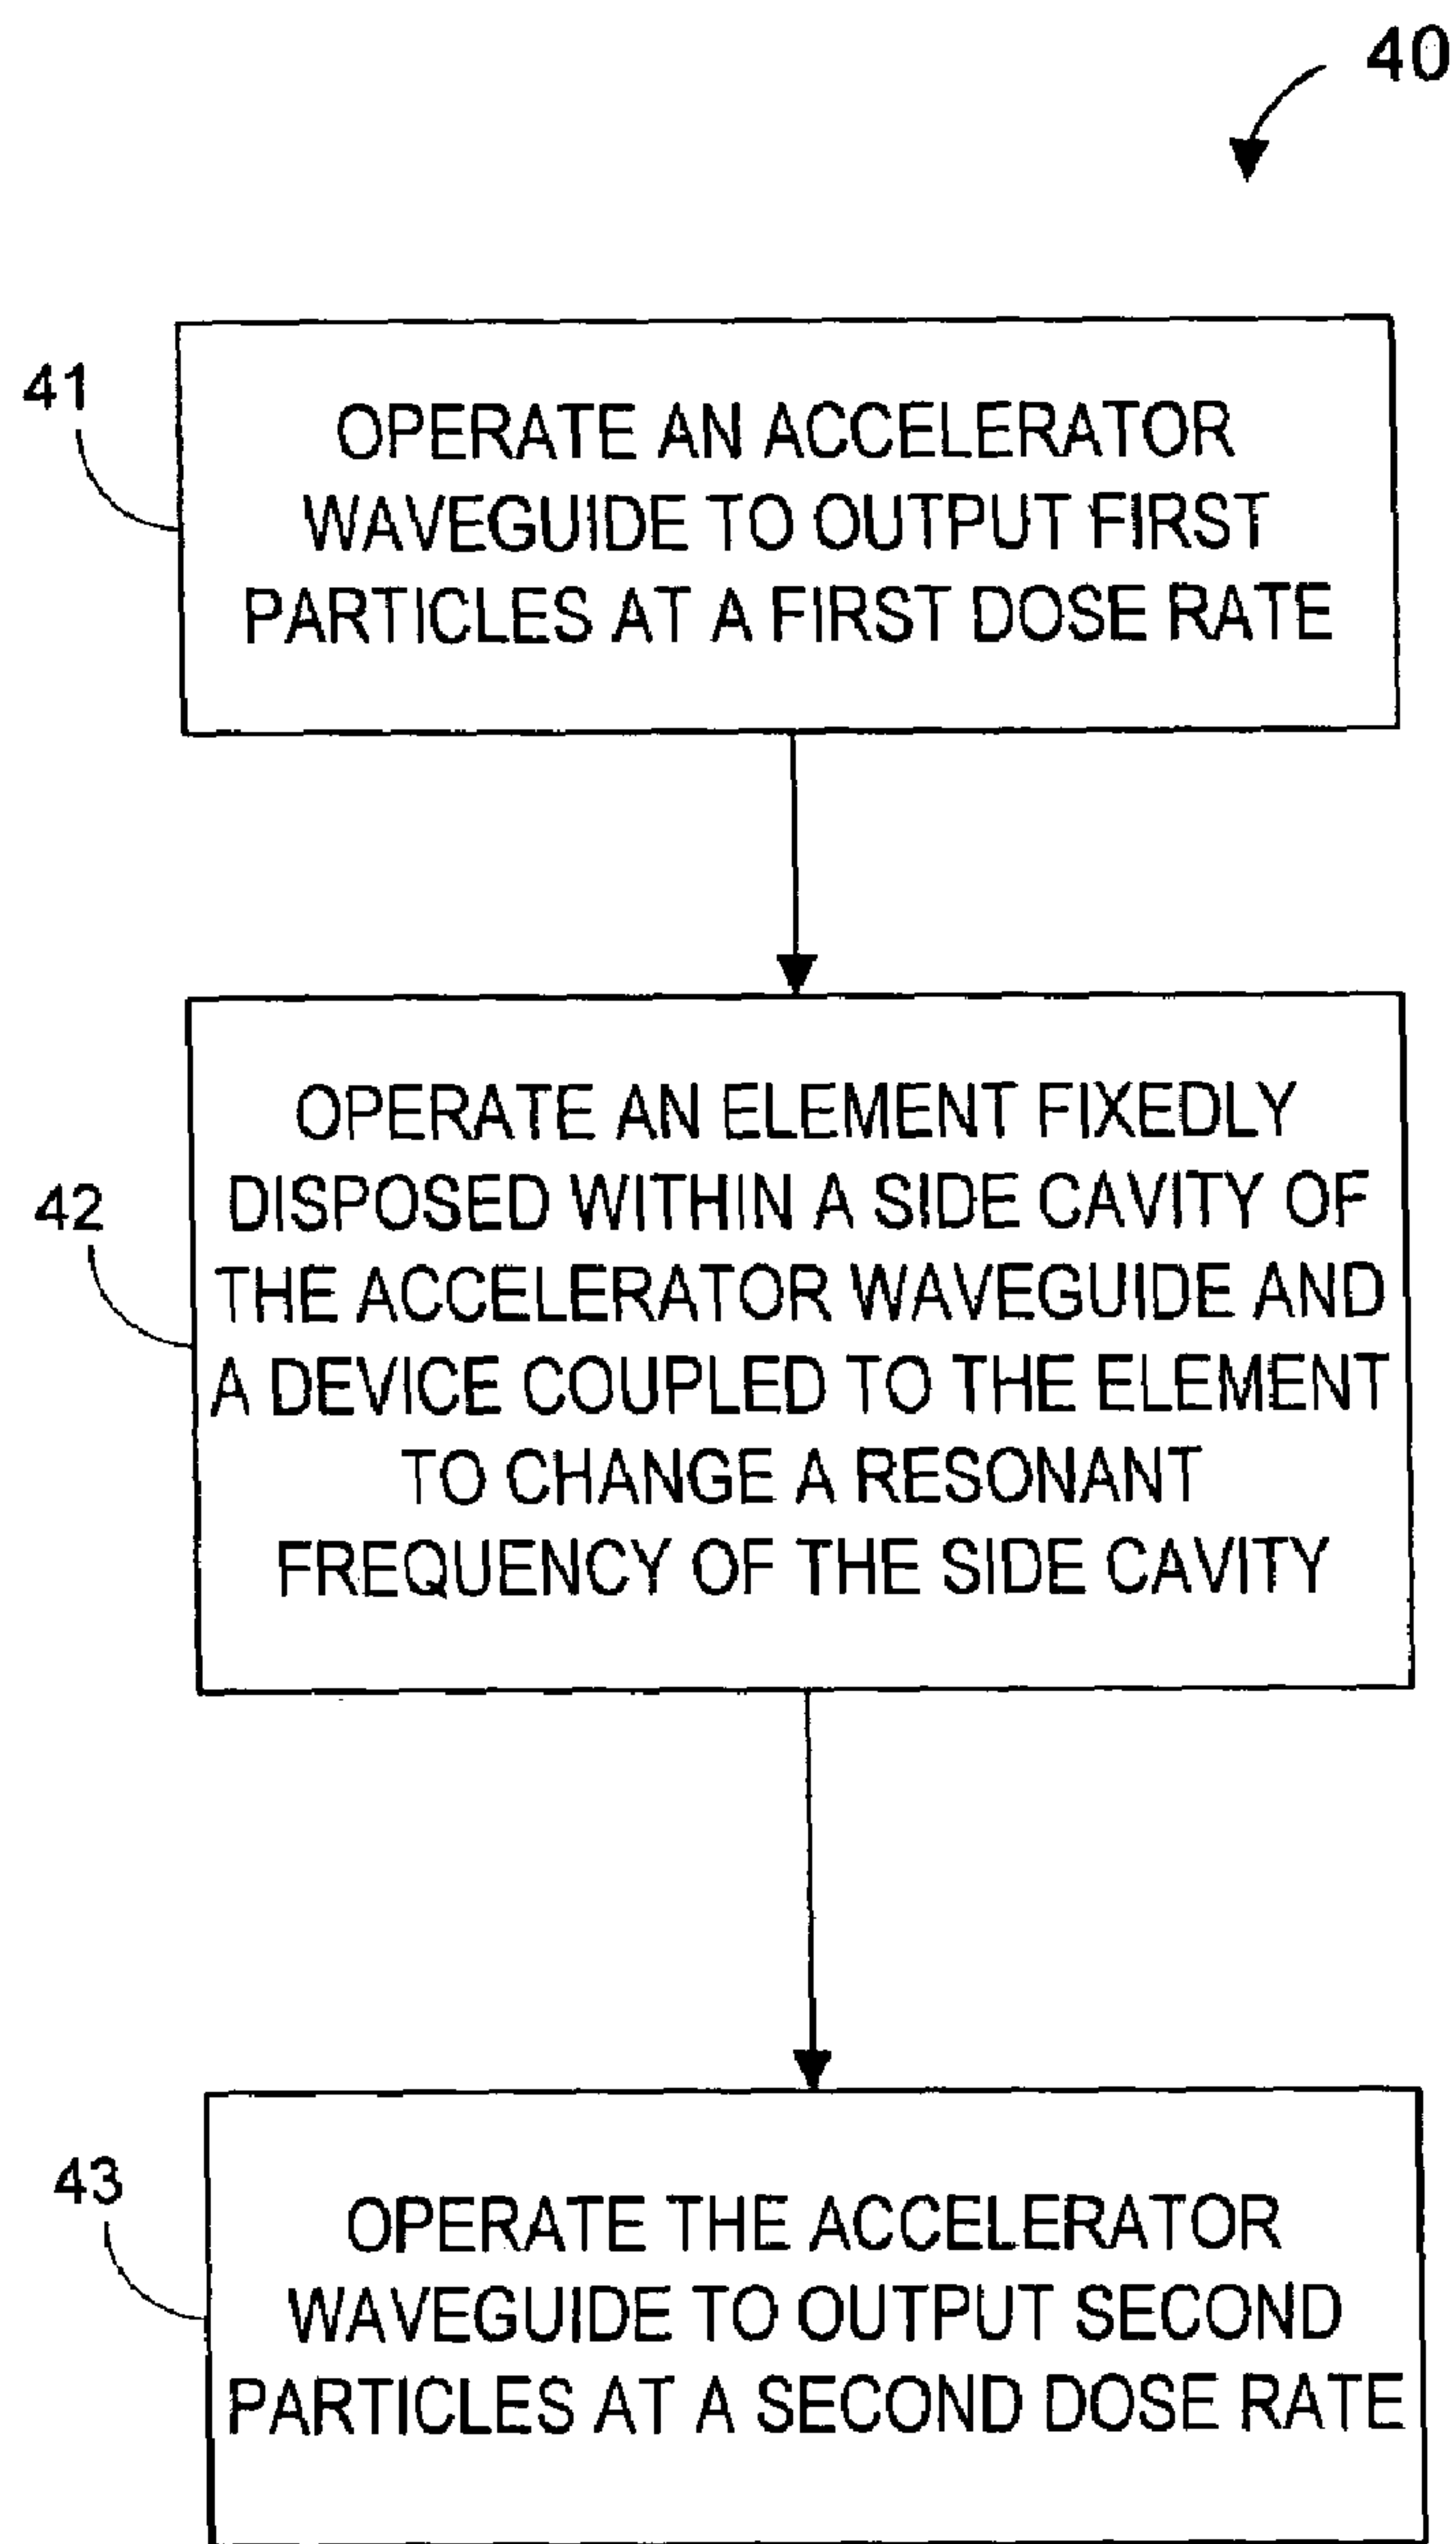 40
41
OPERATE AN ACCELERATOR
WAVEGUIDE TO OUTPUT FIRST
PARTICLES AT A FIRST DOSE RATE
42
OPERATE AN ELEMENT FIXEDLY
DISPOSED WITHIN A SIDE CAVITY OF
THE ACCELERATOR WAVEGUIDE AND
A DEVICE COUPLED TO THE ELEMENT
TO CHANGE A RESONANT
FREQUENCY OF THE SIDE CAVITY
43
OPERATE THE ACCELERATOR
WAVEGUIDE TO OUTPUT SECOND
PARTICLES AT A SECOND DOSE RATE